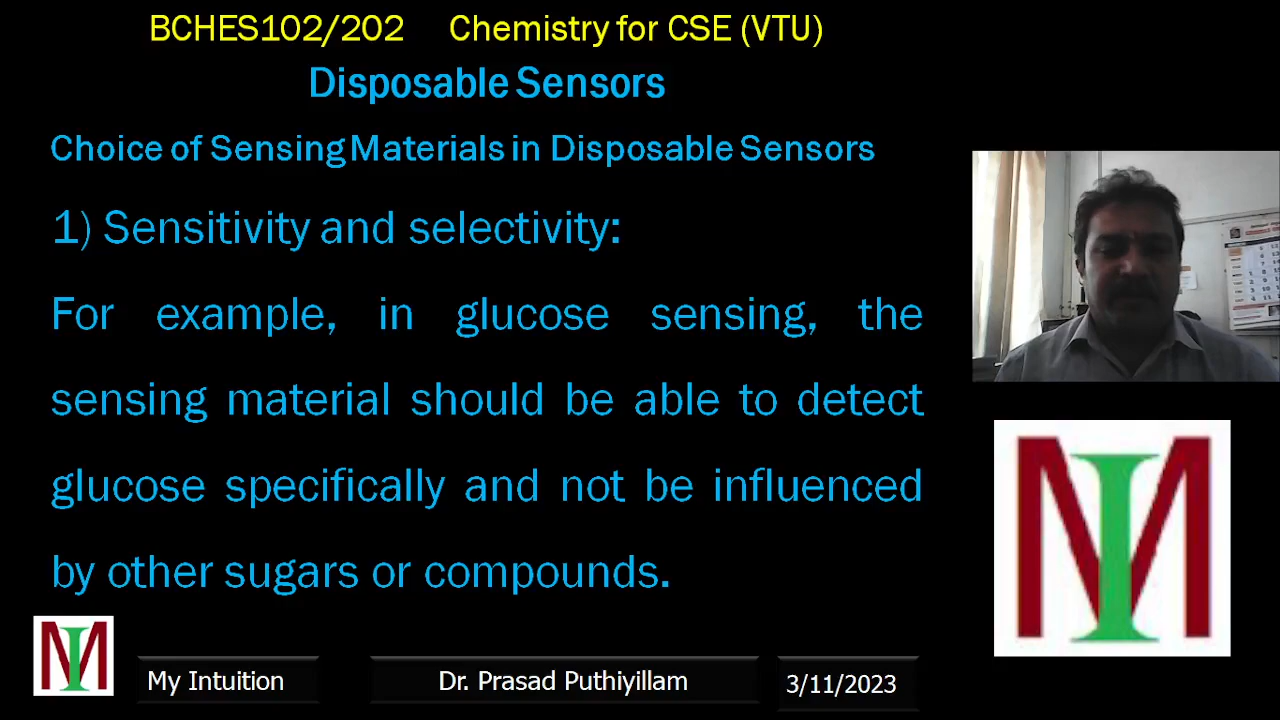 BCHES102/202 Chemistry for CSE (VTU)
Disposable Sensors
Choice of Sensing Materials in Disposable Sensors
1) Sensitivity and selectivity:
For example, in glucose sensing, the
sensing material should be able to detect
glucose specifically and not be influenced
by other sugars or compounds.
MI
MI
My Intuition
Dr. Prasad Puthiyillam
3/11/2023